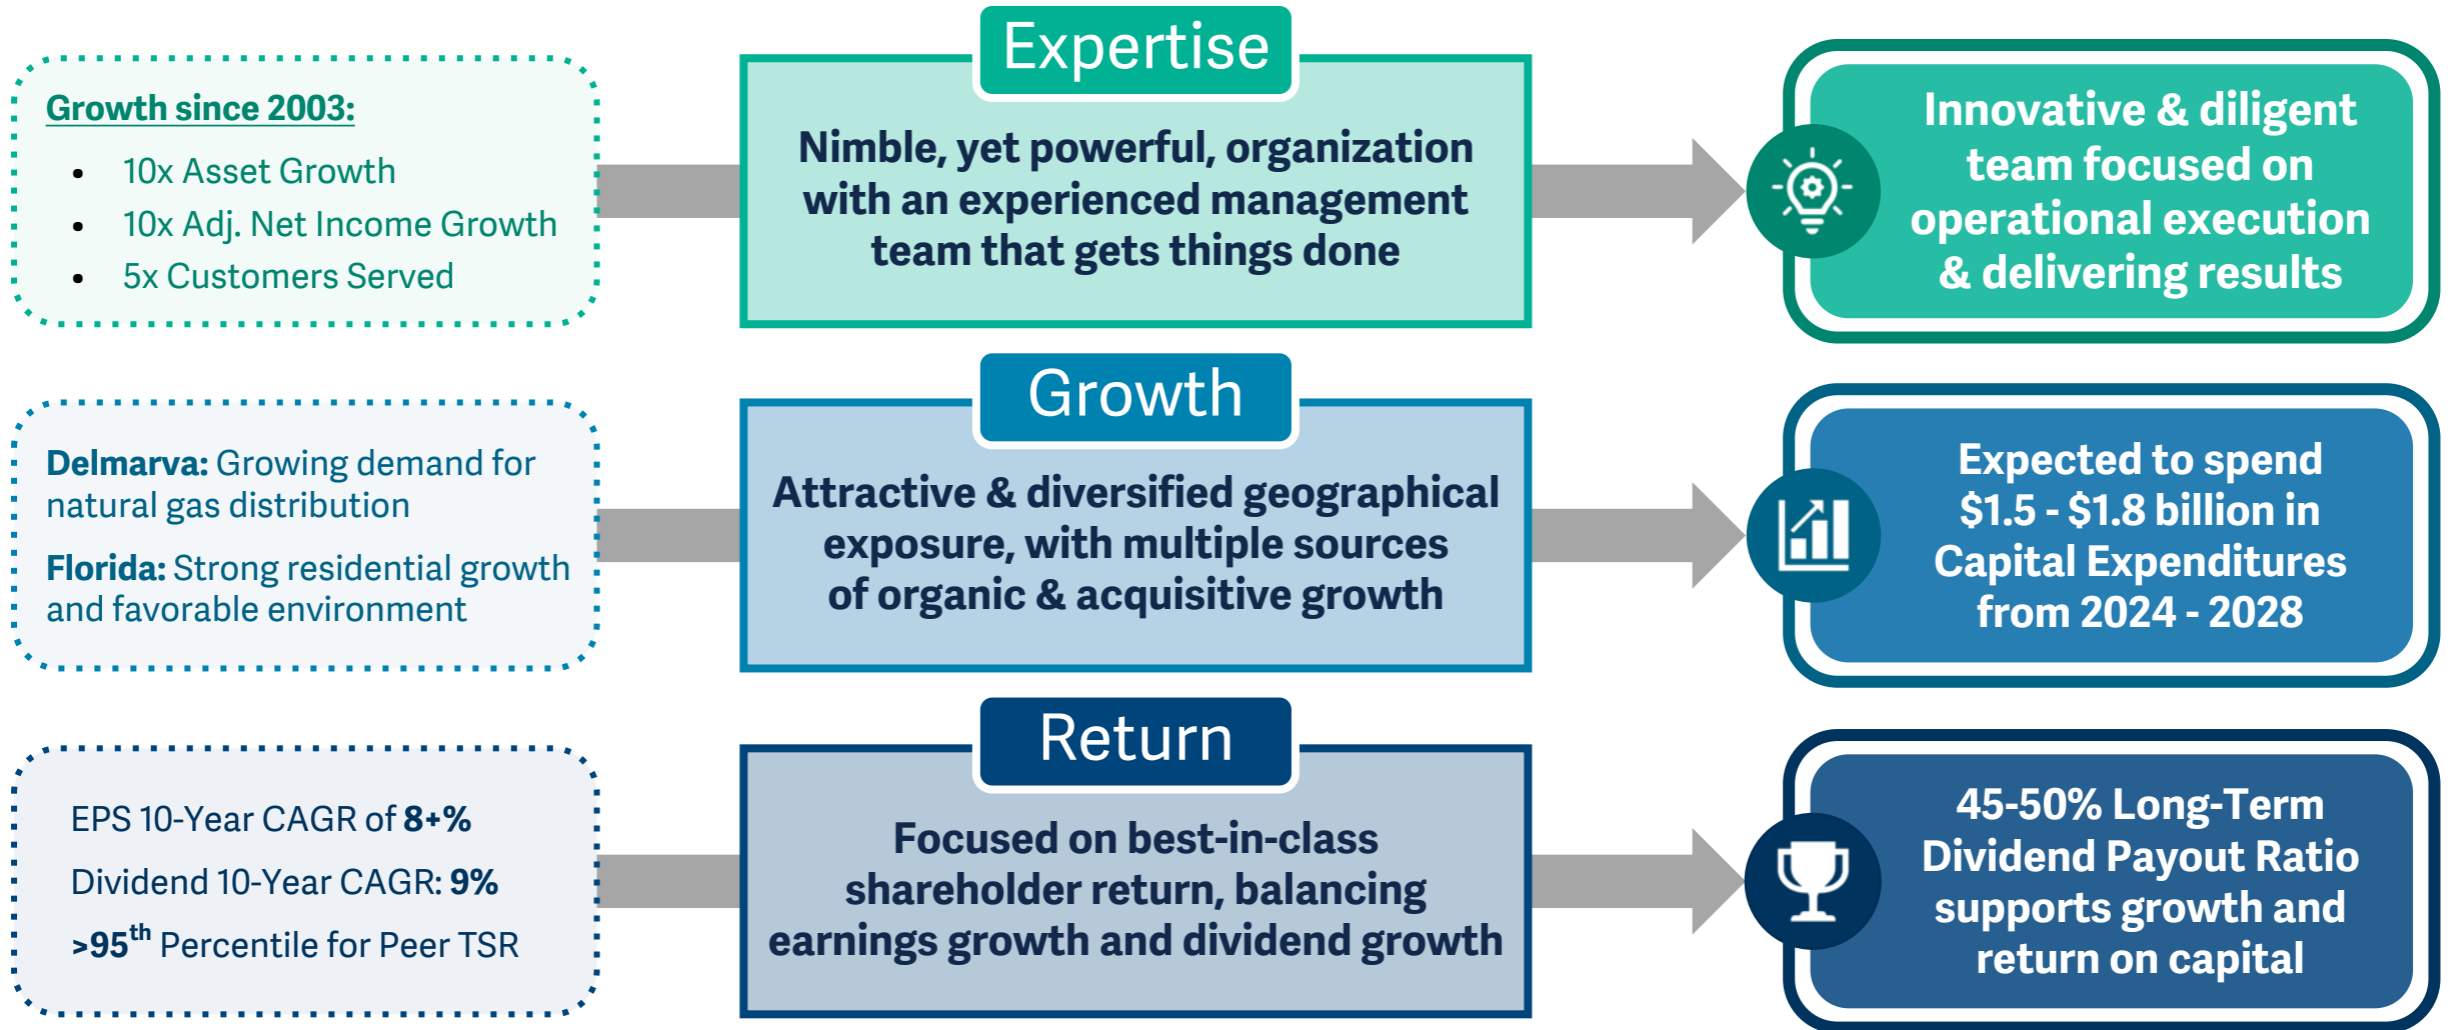 Expertise
Growth since 2003:
• 10x Asset Growth
• 10x Adj. Net Income Growth
• 5x Customers Served
Nimble, yet powerful, organization
with an experienced management
team that gets things done
Innovative & diligent
team focused on
operational execution
& delivering results
Growth
Delmarva: Growing demand for
natural gas distribution
Florida: Strong residential growth
and favorable environment
Attractive & diversified geographical
exposure, with multiple sources
of organic & acquisitive growth
Expected to spend
$1.5 - $1.8 billion in
Capital Expenditures
from 2024 - 2028
Return
EPS 10-Year CAGR of 8+%
Dividend 10-Year CAGR: 9%
>95th Percentile for Peer TSR
Focused on best-in-class
shareholder return, balancing
earnings growth and dividend growth
45-50% Long-Term
Dividend Payout Ratio
supports growth and
return on capital